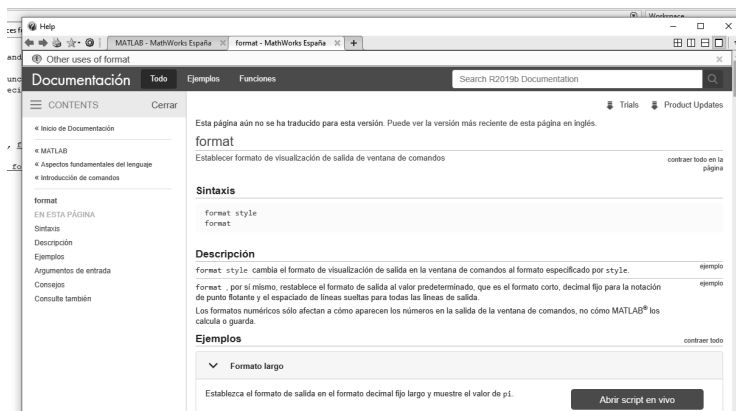 Workspace
Help
MATLAB - MathWorks España
format - MathWorks España
Other uses of format
Documentación Todo Ejemplos Funciones Search R2019b Documentation
CONTENTS Cerrar
Trials Product Updates
« Inicio de Documentación
« MATLAB
« Aspectos fundamentales del lenguaje
« Introducción de comandos
format
EN ESTA PÁGINA
Sintaxis
Descripción
Ejemplos
Argumentos de entrada
Consejos
Consulte también
Esta página aún no se ha traducido para esta versión. Puede ver la versión más reciente de esta página en inglés.
format
Establecer formato de visualización de salida de ventana de comandos
contraer todo en la
página
Sintaxis
format style
format
Descripción
format style cambia el formato de visualización de salida en la ventana de comandos al formato especificado por style.
ejemplo
format , por sí mismo, restablece el formato de salida al valor predeterminado, que es el formato corto, decimal fijo para la notación
de punto flotante y el espaciado de líneas sueltas para todas las líneas de salida.
ejemplo
Los formatos numéricos sólo afectan a cómo aparecen los números en la salida de la ventana de comandos, no cómo MATLAB® los
calcula o guarda.
Ejemplos
contraer todo
Formato largo
Establezca el formato de salida en el formato decimal fijo largo y muestre el valor de pi.
Abrir script en vivo